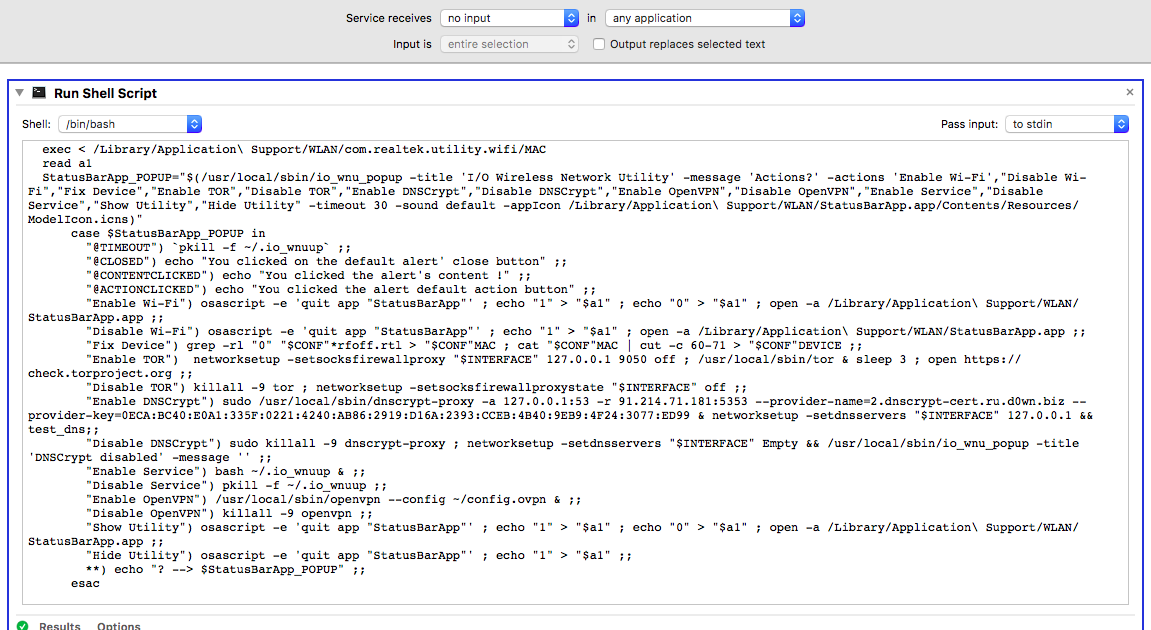 Service receives no input in any application
Input is entire selection Output replaces selected text
Run Shell Script
Shell: /bin/bash Pass input: to stdin
exec < /Library/Application\ Support/WLAN/com.realtek.utility.wifi/MAC
read a1
StatusBarApp_POPUP="$(/usr/local/sbin/io_wnu_popup -title 'I/O Wireless Network Utility' -message 'Actions?' -actions 'Enable Wi-Fi',"Disable Wi-
Fi","Fix Device","Enable TOR","Disable TOR","Enable DNSCrypt","Disable DNSCrypt","Enable OpenVPN","Disable OpenVPN","Enable Service","Disable
Service","Show Utility","Hide Utility" -timeout 30 -sound default -appIcon /Library/Application\ Support/WLAN/StatusBarApp.app/Contents/Resources/
ModelIcon.icns)"
case $StatusBarApp_POPUP in
"@TIMEOUT") `pkill -f ~/.io_wnuup` ;;
"@CLOSED") echo "You clicked on the default alert' close button" ;;
"@CONTENTCLICKED") echo "You clicked the alert's content !" ;;
"@ACTIONCLICKED") echo "You clicked the alert default action button" ;;
"Enable Wi-Fi") osascript -e 'quit app "StatusBarApp"' ; echo "1" > "$a1" ; echo "0" > "$a1" ; open -a /Library/Application\ Support/WLAN/
StatusBarApp.app ;;
"Disable Wi-Fi") osascript -e 'quit app "StatusBarApp"' ; echo "1" > "$a1" ; open -a /Library/Application\ Support/WLAN/StatusBarApp.app ;;
"Fix Device") grep -rl "0" "$CONF"*rfoff.rtl > "$CONF"MAC ; cat "$CONF"MAC | cut -c 60-71 > "$CONF"DEVICE ;;
"Enable TOR")  networksetup -setsocksfirewallproxy "$INTERFACE" 127.0.0.1 9050 off ; /usr/local/sbin/tor & sleep 3 ; open https://
check.torproject.org ;;
"Disable TOR") killall -9 tor ; networksetup -setsocksfirewallproxystate "$INTERFACE" off ;;
"Enable DNSCrypt") sudo /usr/local/sbin/dnscrypt-proxy -a 127.0.0.1:53 -r 91.214.71.181:5353 --provider-name=2.dnscrypt-cert.ru.d0wn.biz --
provider-key=0ECA:BC40:E0A1:335F:0221:4240:AB86:2919:D16A:2393:CCEB:4B40:9EB9:4F24:3077:ED99 & networksetup -setdnsservers "$INTERFACE" 127.0.0.1 &&
test_dns;;
"Disable DNSCrypt") sudo killall -9 dnscrypt-proxy ; networksetup -setdnsservers "$INTERFACE" Empty && /usr/local/sbin/io_wnu_popup -title
'DNSCrypt disabled' -message '' ;;
"Enable Service") bash ~/.io_wnuup & ;;
"Disable Service") pkill -f ~/.io_wnuup ;;
"Enable OpenVPN") /usr/local/sbin/openvpn --config ~/config.ovpn & ;;
"Disable OpenVPN") killall -9 openvpn ;;
"Show Utility") osascript -e 'quit app "StatusBarApp"' ; echo "1" > "$a1" ; echo "0" > "$a1" ; open -a /Library/Application\ Support/WLAN/
StatusBarApp.app ;;
"Hide Utility") osascript -e 'quit app "StatusBarApp"' ; echo "1" > "$a1" ;;
**) echo "? --> $StatusBarApp_POPUP" ;;
esac
Results Options